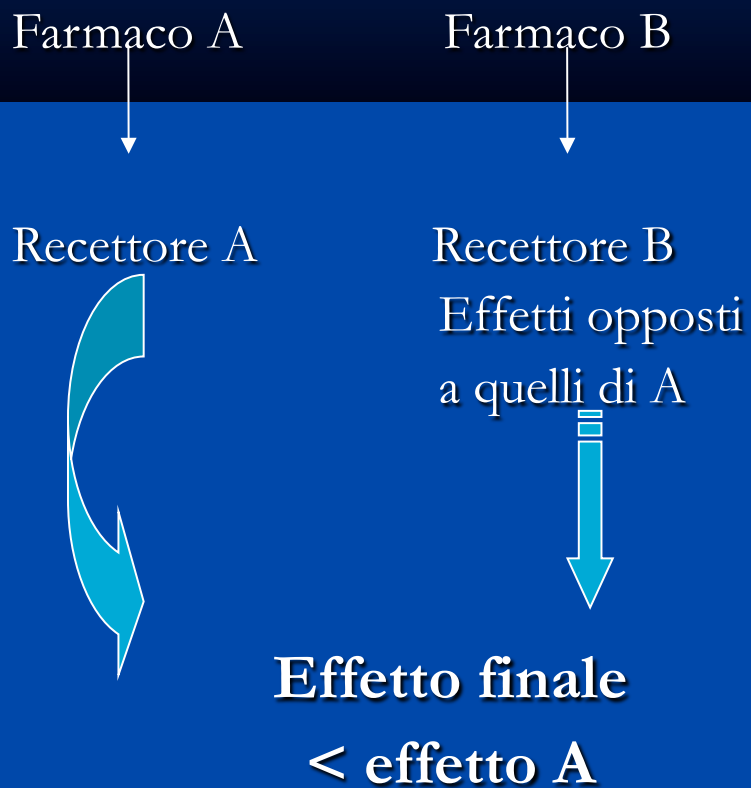 Farmaco A
Farmaco B
Recettore A
Recettore B
Effetti opposti
a quelli di A
Effetto finale
< effetto A